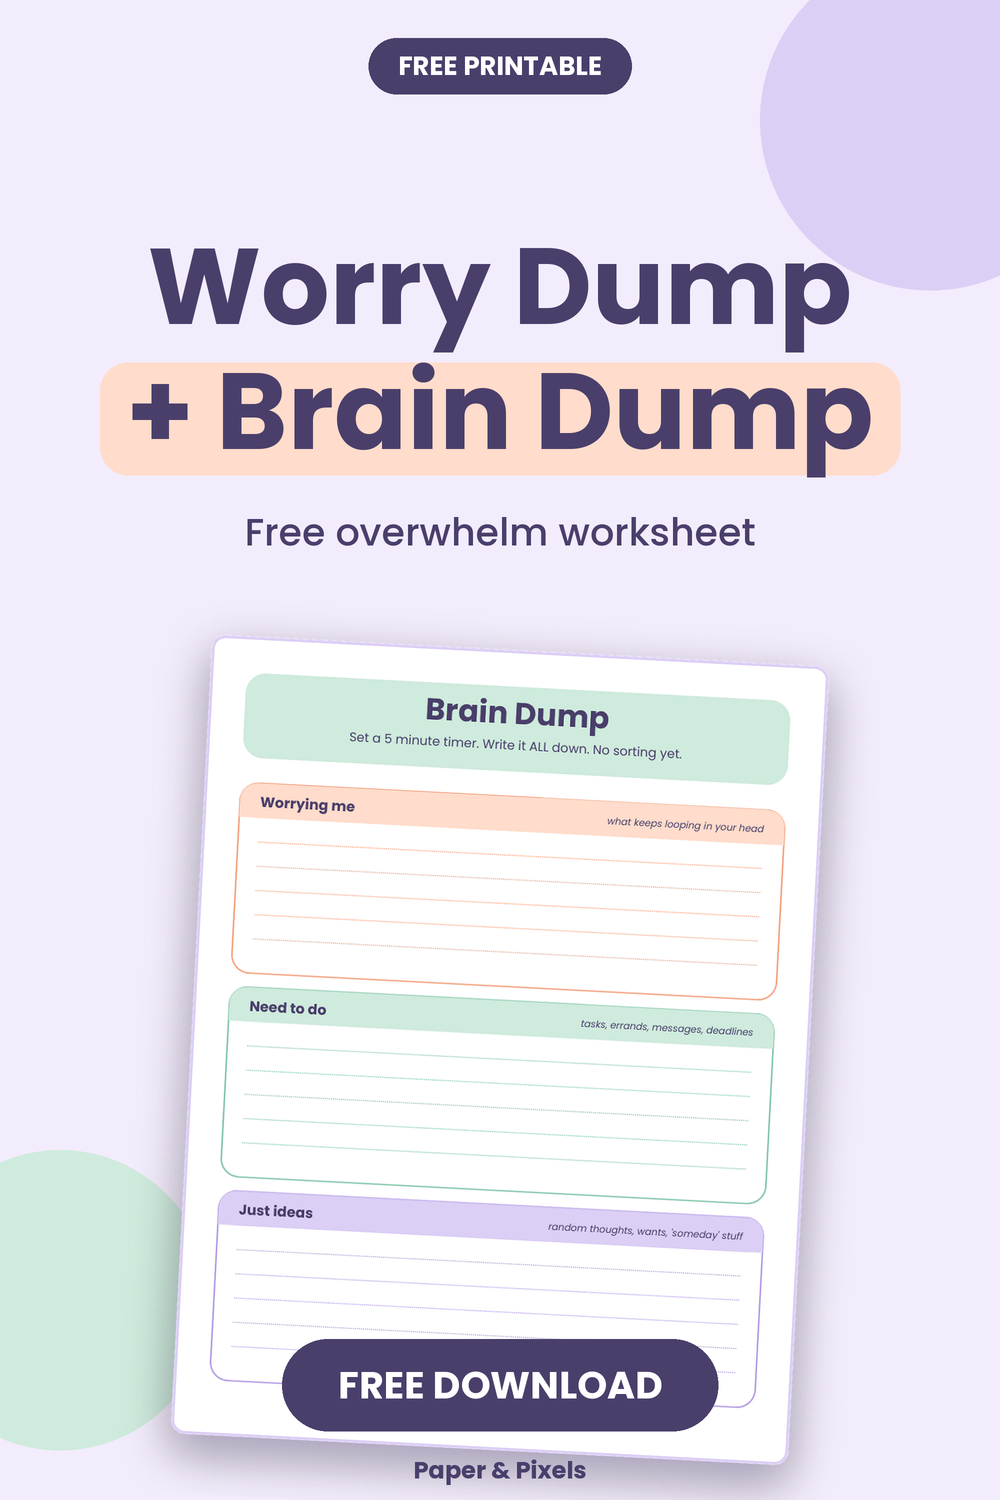 FREE PRINTABLE
Worry Dump
+ Brain Dump
Free overwhelm worksheet
Brain Dump
Set a 5 minute timer. Write it ALL down. No sorting yet.
Worrying me
what keeps looping in your head
Need to do
tasks, errands, messages, deadlines
Just ideas
random thoughts, wants, 'someday' stuff
FREE DOWNLOAD
Paper & Pixels